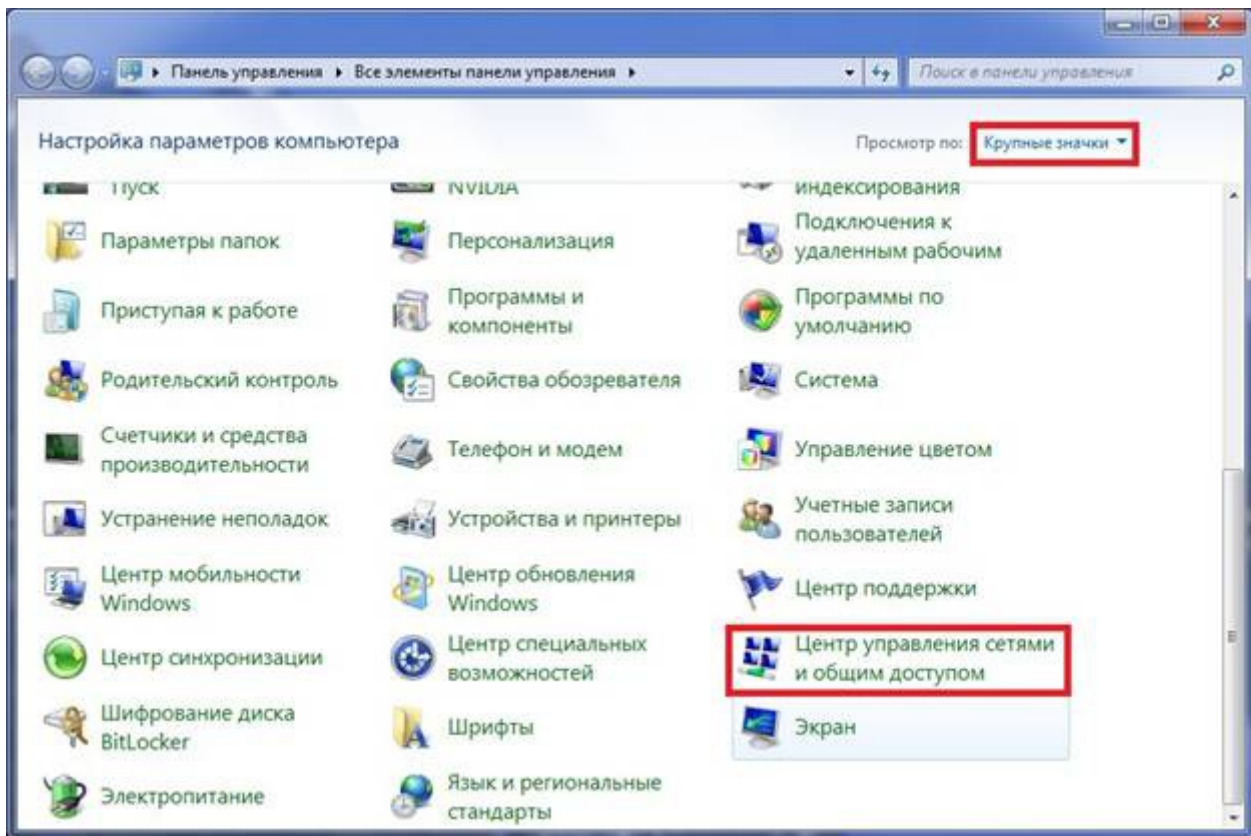 Панель управления ▸ Все элементы панели управления ▸
Поиск в панели управления
Настройка параметров компьютера
Просмотр по: Крупные значки
Пуск
NVIDIA
индексирования
Параметры папок
Персонализация
Подключения к
удаленным рабочим
Приступая к работе
Программы и
компоненты
Программы по
умолчанию
Родительский контроль
Свойства обозревателя
Система
Счетчики и средства
производительности
Телефон и модем
Управление цветом
Устранение неполадок
Устройства и принтеры
Учетные записи
пользователей
Центр мобильности
Windows
Центр обновления
Windows
Центр поддержки
Центр синхронизации
Центр специальных
возможностей
Центр управления сетями
и общим доступом
Шифрование диска
BitLocker
Шрифты
Экран
Электропитание
Язык и региональные
стандарты